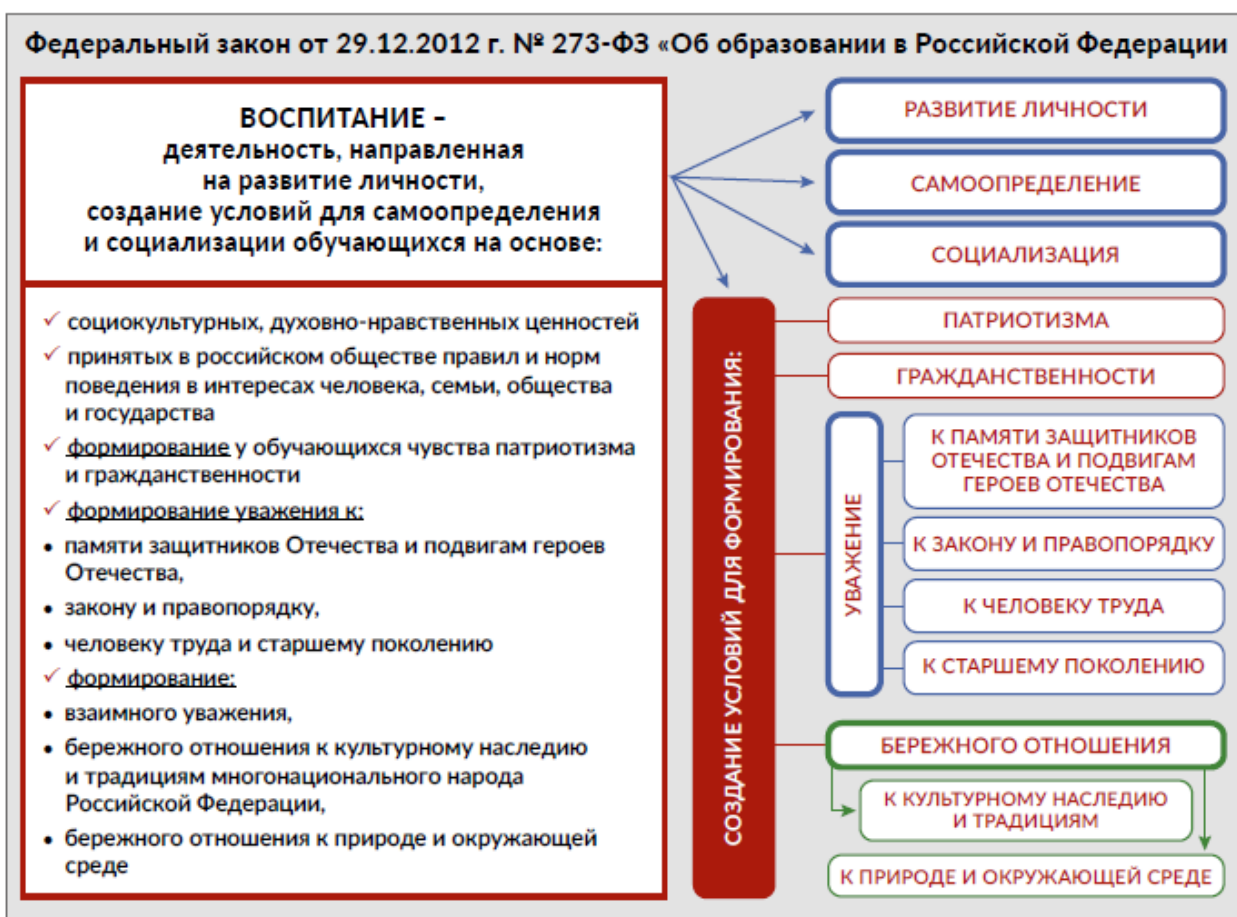 Федеральный закон от 29.12.2012 г. № 273-ФЗ «Об образовании в Российской Федерации
ВОСПИТАНИЕ –
деятельность, направленная
на развитие личности,
создание условий для самоопределения
и социализации обучающихся на основе:
✓ социокультурных, духовно-нравственных ценностей
✓ принятых в российском обществе правил и норм
поведения в интересах человека, семьи, общества
и государства
✓ формирование у обучающихся чувства патриотизма
и гражданственности
✓ формирование уважения к:
• памяти защитников Отечества и подвигам героев
Отечества,
• закону и правопорядку,
• человеку труда и старшему поколению
✓ формирование:
• взаимного уважения,
• бережного отношения к культурному наследию
и традициям многонационального народа
Российской Федерации,
• бережного отношения к природе и окружающей
среде
РАЗВИТИЕ ЛИЧНОСТИ
САМООПРЕДЕЛЕНИЕ
СОЦИАЛИЗАЦИЯ
СОЗДАНИЕ УСЛОВИЙ ДЛЯ ФОРМИРОВАНИЯ:
ПАТРИОТИЗМА
ГРАЖДАНСТВЕННОСТИ
УВАЖЕНИЕ
К ПАМЯТИ ЗАЩИТНИКОВ
ОТЕЧЕСТВА И ПОДВИГАМ
ГЕРОЕВ ОТЕЧЕСТВА
К ЗАКОНУ И ПРАВОПОРЯДКУ
К ЧЕЛОВЕКУ ТРУДА
К СТАРШЕМУ ПОКОЛЕНИЮ
БЕРЕЖНОГО ОТНОШЕНИЯ
К КУЛЬТУРНОМУ НАСЛЕДИЮ
И ТРАДИЦИЯМ
К ПРИРОДЕ И ОКРУЖАЮЩЕЙ СРЕДЕ